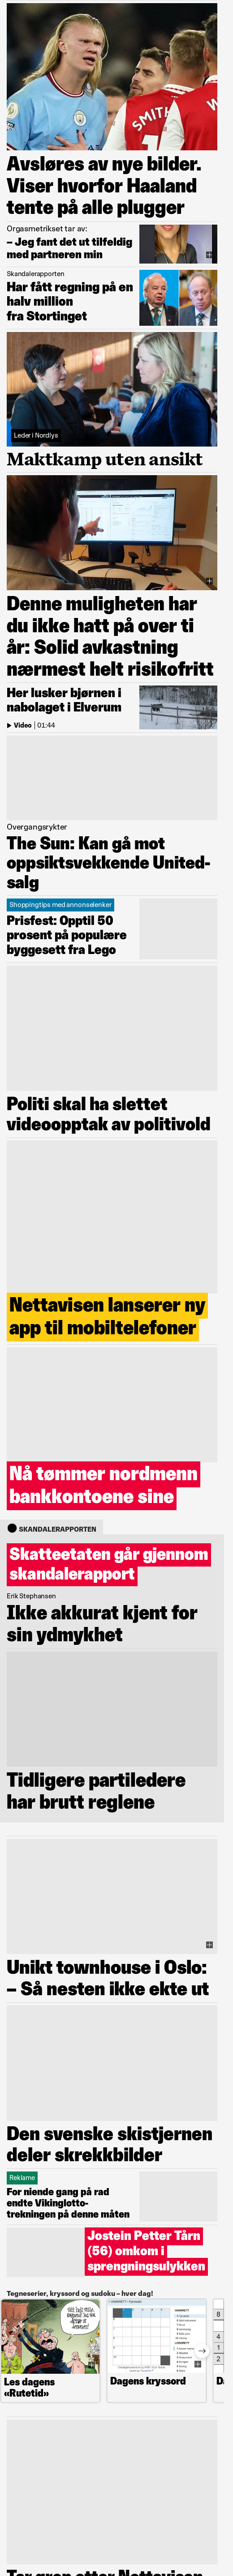 SMITH
Avsløres av nye bilder.
Viser hvorfor Haaland
tente på alle plugger
Orgasmetrikset tar av:
– Jeg fant det ut tilfeldig
med partneren min
Skandalerapporten
Har fått regning på en
halv million
fra Stortinget
Leder i Nordlys
Maktkamp uten ansikt
Denne muligheten har
du ikke hatt på over ti
år: Solid avkastning
nærmest helt risikofritt
Her lusker bjørnen i
nabolaget i Elverum
Video | 01:44
Overgangsrykter
The Sun: Kan gå mot
oppsiktsvekkende United-
salg
Shoppingtips med annonselenker
Prisfest: Opptil 50
prosent på populære
byggesett fra Lego
Politi skal ha slettet
videoopptak av politivold
Nettavisen lanserer ny
app til mobiltelefoner
Nå tømmer nordmenn
bankkontoene sine
SKANDALERAPPORTEN
Skatteetaten går gjennom
skandalerapport
Erik Stephansen
Ikke akkurat kjent for
sin ydmykhet
Tidligere partiledere
har brutt reglene
Unikt townhouse i Oslo:
– Så nesten ikke ekte ut
Den svenske skistjernen
deler skrekkbilder
Reklame
For niende gang på rad
endte Vikinglotto-
trekningen på denne måten
Jostein Petter Tårn
(56) omkom i
sprengningsulykken
Tegneserier, kryssord og sudoku – hver dag!
Les dagens
«Rutetid»
Dagens kryssord